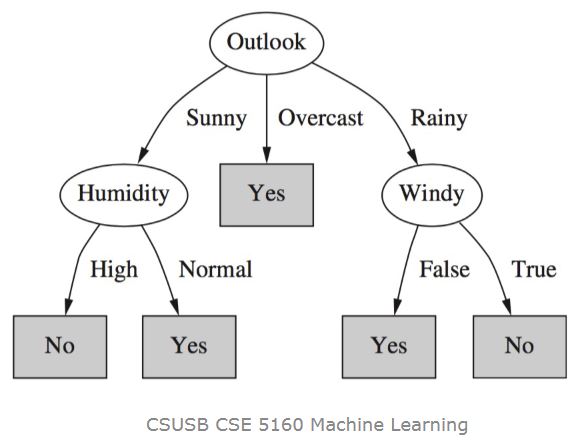 Outlook
Sunny Overcast Rainy
Humidity Yes Windy
High Normal False True
No Yes Yes No
CSUSB CSE 5160 Machine Learning